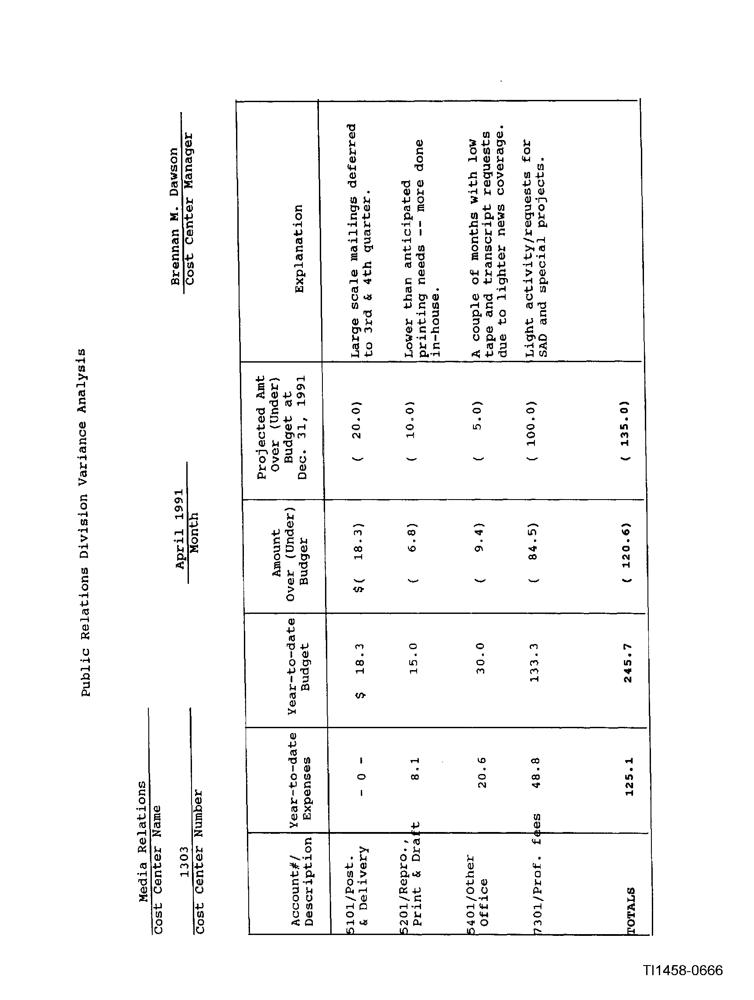 Public Relations Division Variance Analysis
Media Relations
Cost Center Name
1303
Cost Center Number
April 1991
Month
Brennan M. Dawson
Cost Center Manager
Account#/
Description
Year-to-date
Expenses
Year-to-date
Budget
Amount
Over (Under)
Budger
Projected Amt
Over (Under)
Budget at
Dec. 31, 1991
Explanation
5101/Post.
& Delivery
- 0 -
$ 18.3
$( 18.3)
( 20.0)
Large scale mailings deferred
to 3rd & 4th quarter.
5201/Repro.,
Print & Draft
8.1
15.0
( 6.8)
( 10.0)
Lower than anticipated
printing needs -- more done
in-house.
5401/Other
Office
20.6
30.0
( 9.4)
( 5.0)
A couple of months with low
tape and transcript requests
due to lighter news coverage.
7301/Prof. fees
48.8
133.3
( 84.5)
( 100.0)
Light activity/requests for
SAD and special projects.
TOTALS
125.1
245.7
( 120.6)
( 135.0)
TI1458-0666